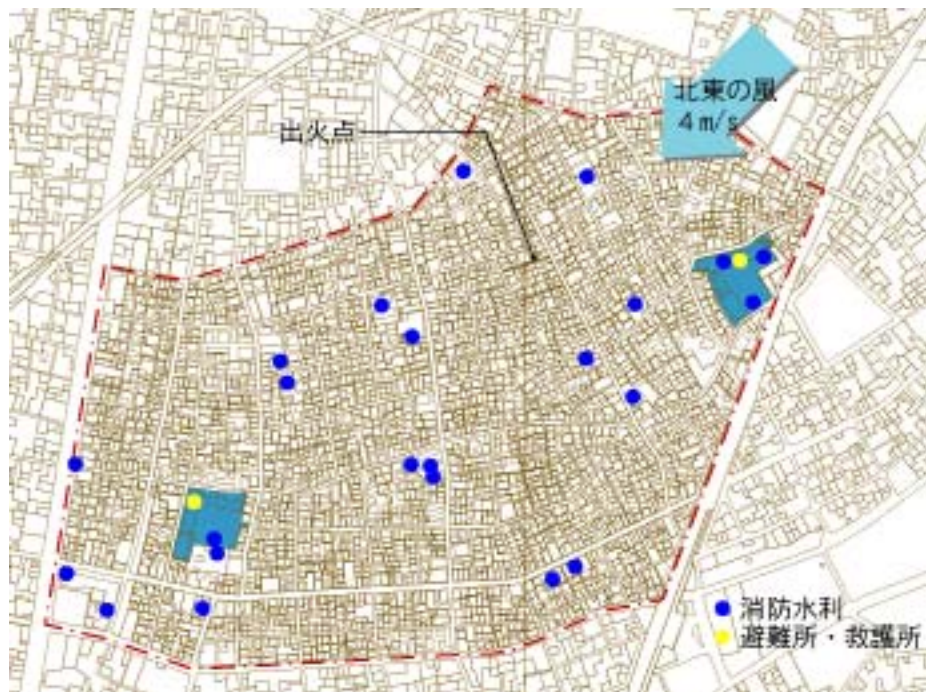 北東の風
4m/s
出火点
消防水利
避難所・救護所